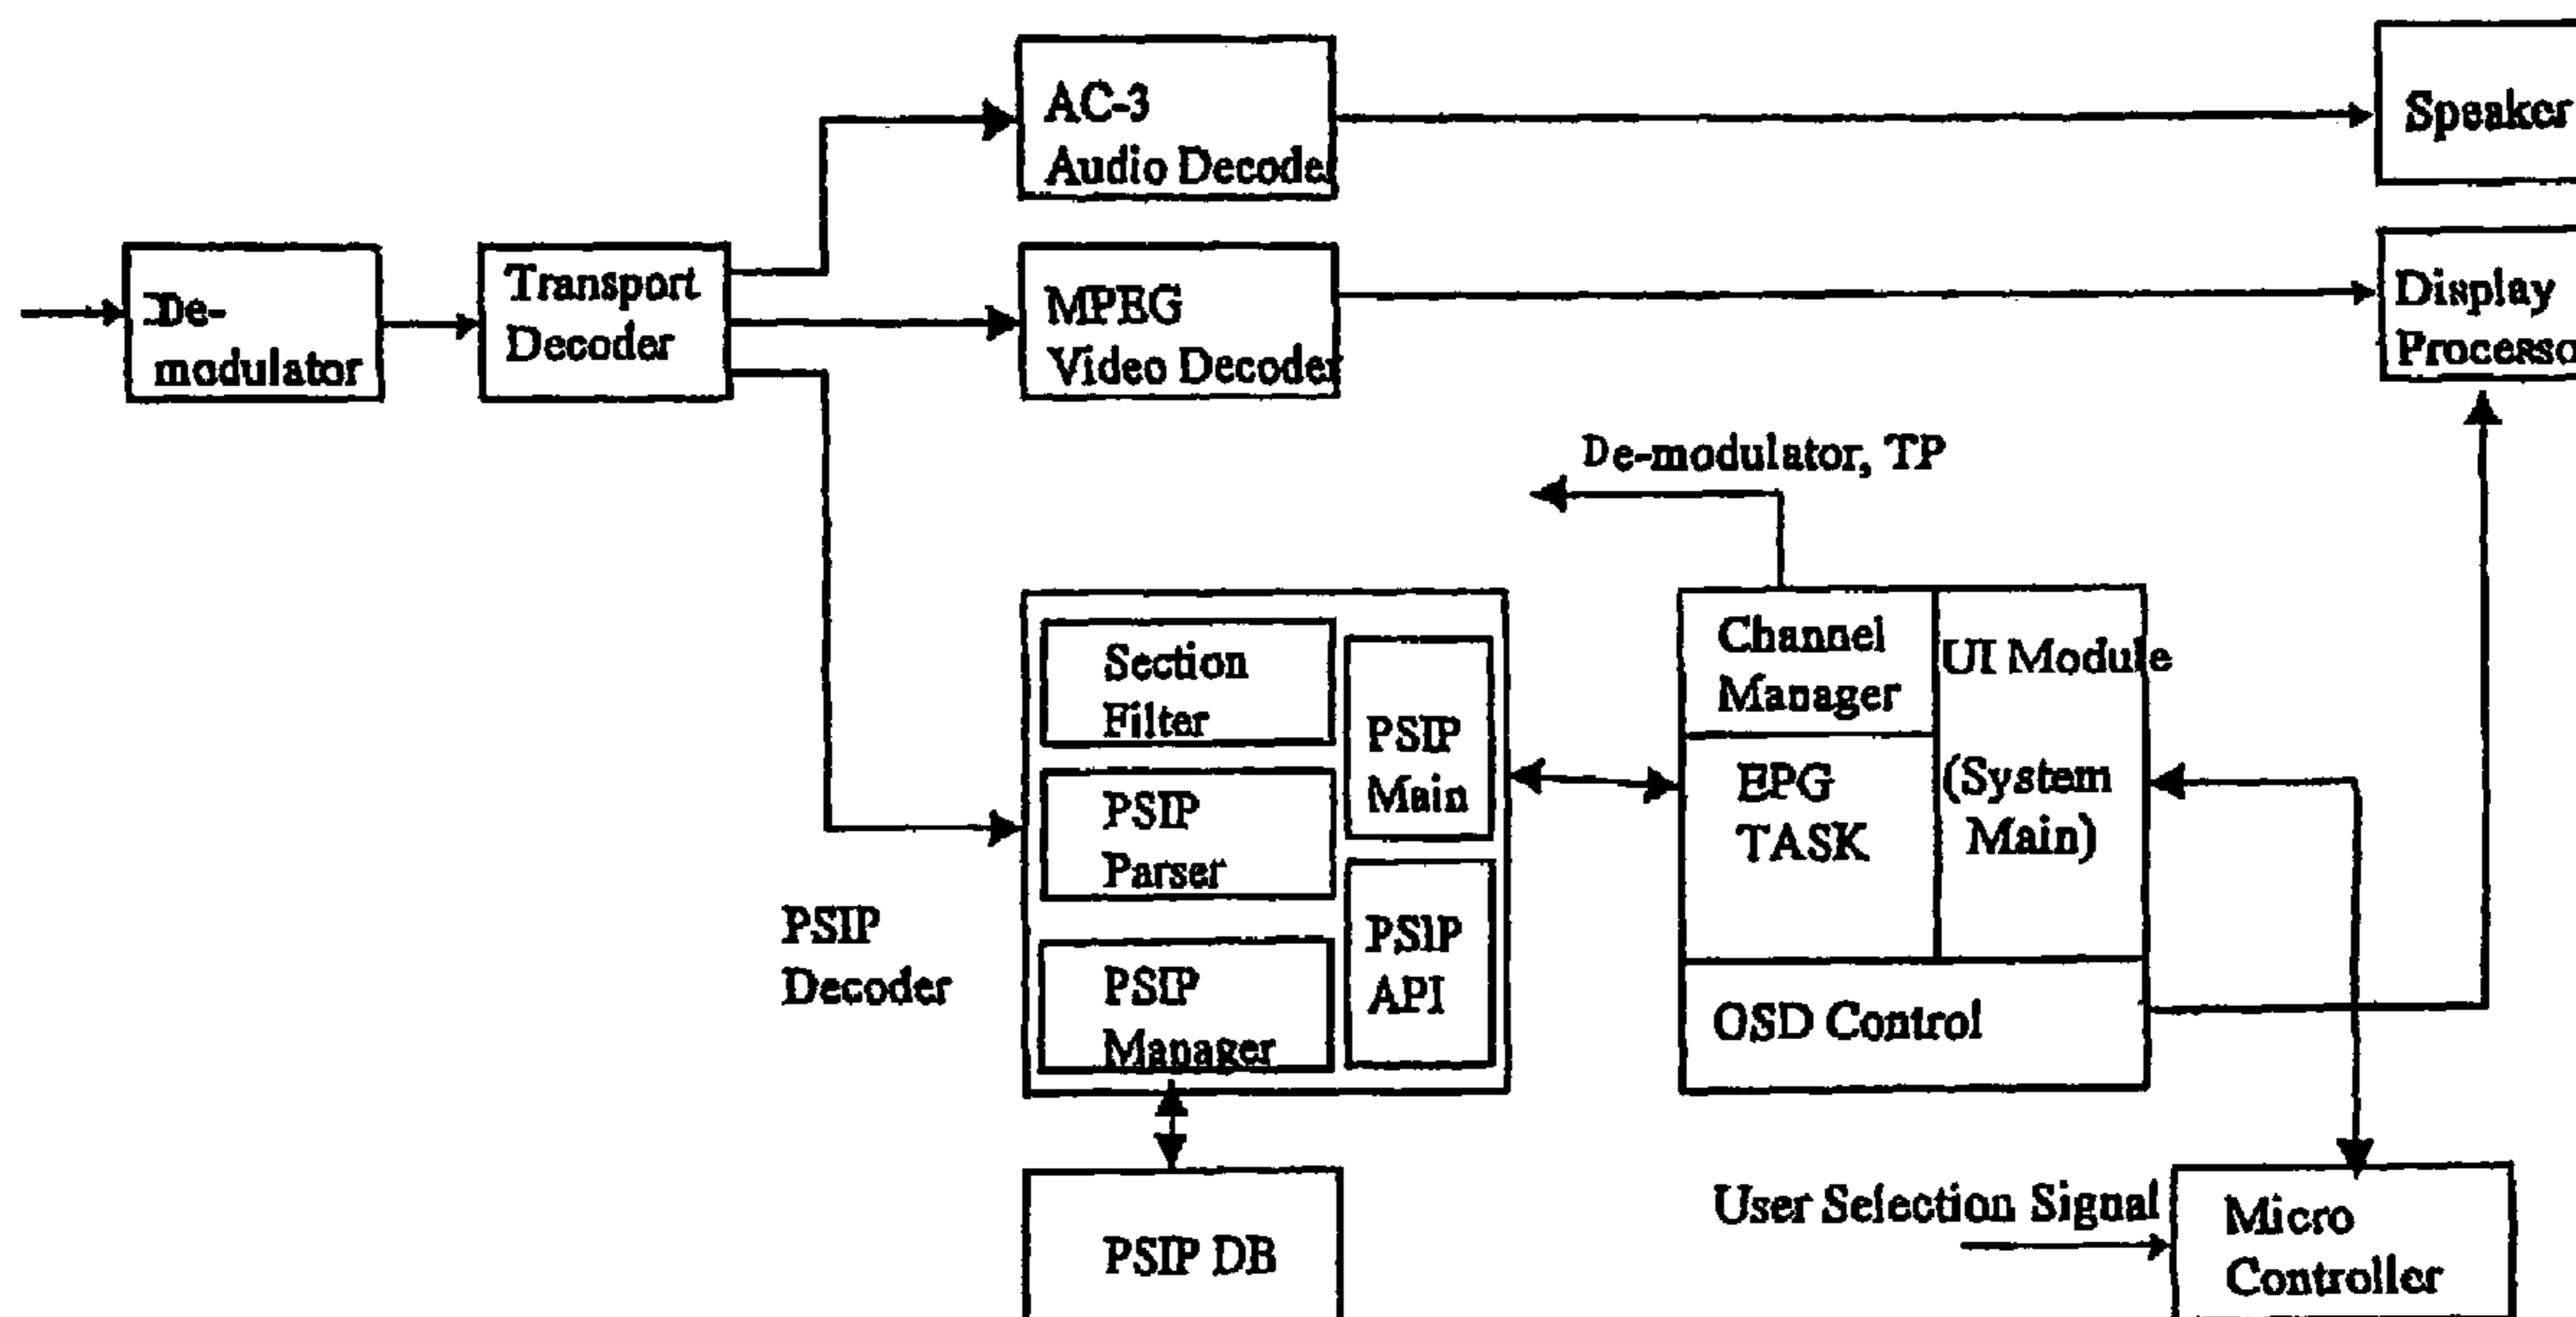 AC-3
Audio Decoder
Speaker
De-
modulator
Transport
Decoder
MPEG
Video Decoder
Display
Processo
De-modulator, TP
Section
Filter
PSIP
Parser
PSIP
Manager
PSIP
Main
PSIP
API
PSIP
Decoder
Channel
Manager
UI Module
(System
Main)
EPG
TASK
OSD Control
PSIP DB
User Selection Signal
Micro
Controller